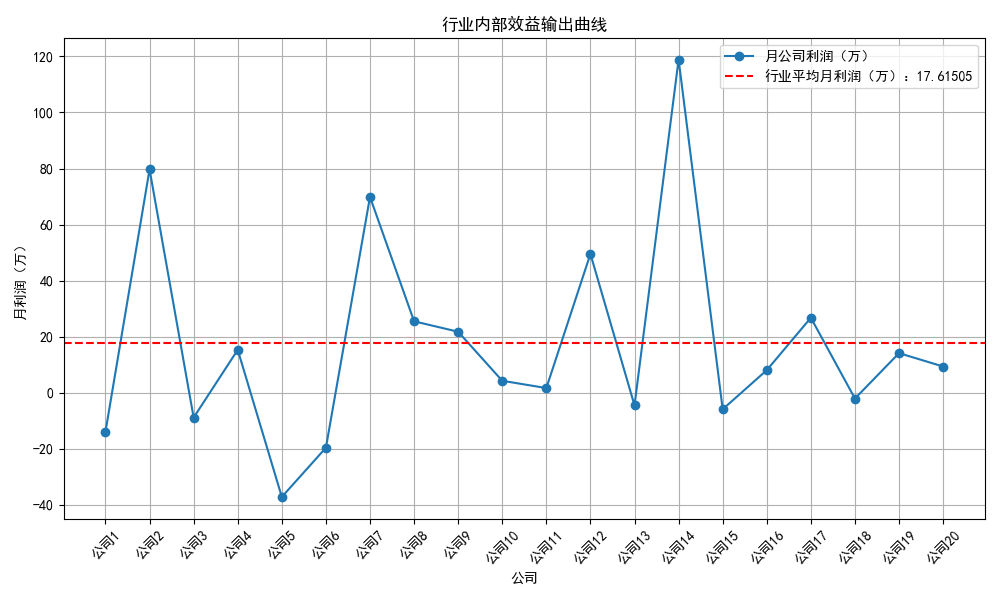 行业内部效益输出曲线
月公司利润（万）
行业平均月利润（万）：17.61505
月利润（万）
120
100
80
60
40
20
0
−20
−40
公司1
公司2
公司3
公司4
公司5
公司6
公司7
公司8
公司9
公司10
公司11
公司12
公司13
公司14
公司15
公司16
公司17
公司18
公司19
公司20
公司